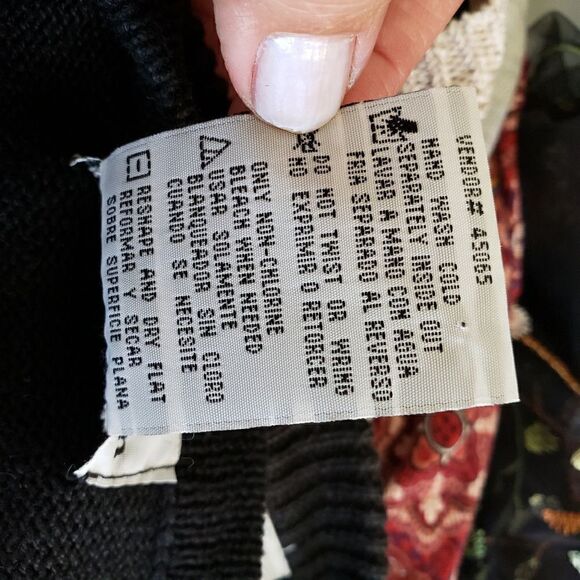 VENDOR# 45065
HAND WASH COD
SEPARATELY INSIDE OUT
LAVAR A MANO CON AGUA
FRIA SEPARADO AL REVERSO
DO NOT TWIST OR WRING
NO EXPRIMER O RETORCER
ONLY NON-CHLORINE
BLEACH WHEN NEEDED
USAR SOLAMENTE
BLANQUEADOR SIN CLORO
CUANDO SE NECESITE
RESHAPE AND DRY FLAT
REFORMAR Y SECAR
SOBRE SUPERFICIE PLANA